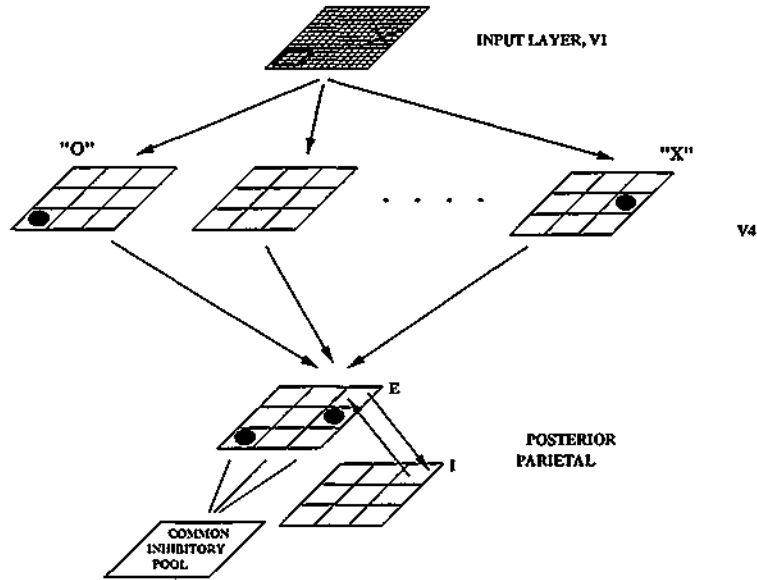 INPUT LAYER, V1
"O"
"X"
V4
E
POSTERIOR
PARIETAL
I
COMMON
INHIBITORY
POOL